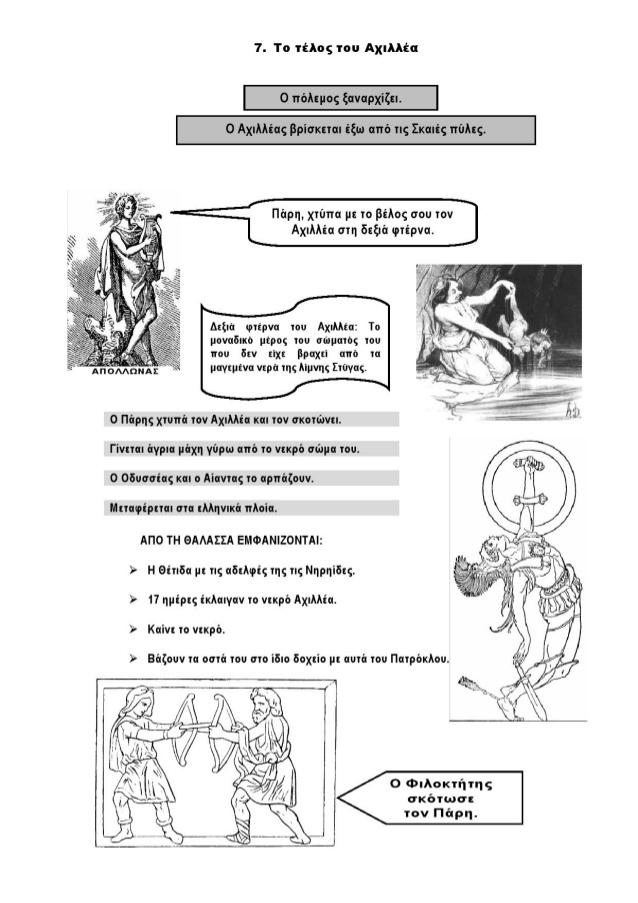 7. Το τέλος του Αχιλλέα
Ο πόλεμος ξαναρχίζει.
Ο Αχιλλέας βρίσκεται έξω από τις Σκαιές πύλες.
Πάρη, χτύπα με το βέλος σου τον
Αχιλλέα στη δεξιά φτέρνα.
ΑΠΟΛΛΩΝΑΣ
Δεξιά φτέρνα του Αχιλλέα: Το
μοναδικό μέρος του σώματός του
που δεν είχε βραχεί από τα
μαγεμένα νερά της λίμνης Στύγας.
Ο Πάρης χτυπά τον Αχιλλέα και τον σκοτώνει.
Γίνεται άγρια μάχη γύρω από το νεκρό σώμα του.
Ο Οδυσσέας και ο Αίαντας το αρπάζουν.
Μεταφέρεται στα ελληνικά πλοία.
ΑΠΟ ΤΗ ΘΑΛΑΣΣΑ ΕΜΦΑΝΙΖΟΝΤΑΙ:
➢ Η Θέτιδα με τις αδελφές της τις Νηρηίδες.
➢ 17 ημέρες έκλαιγαν το νεκρό Αχιλλέα.
➢ Καίνε το νεκρό.
➢ Βάζουν τα οστά του στο ίδιο δοχείο με αυτά του Πατρόκλου.
Ο Φιλοκτήτης
σκότωσε
τον Πάρη.